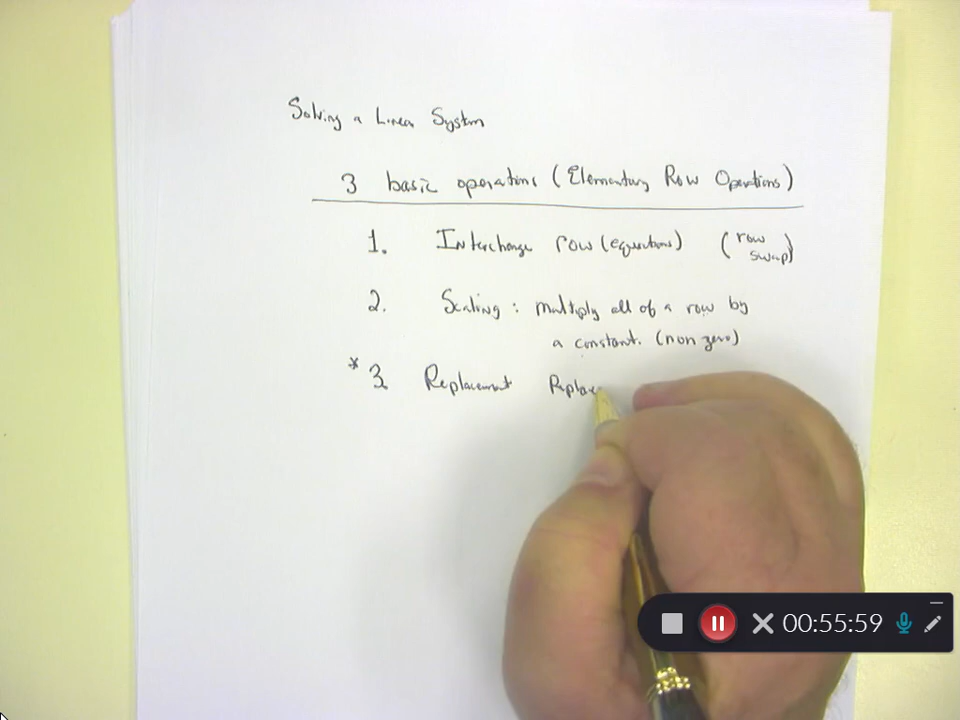 Solving a Linear System
3 basic operations (Elementary Row Operations)
1. Interchange row (equations) (row swap)
2. Scaling : multiply all of a row by
a constant. (non zero)
* 3. Replacement Replace
00:55:59